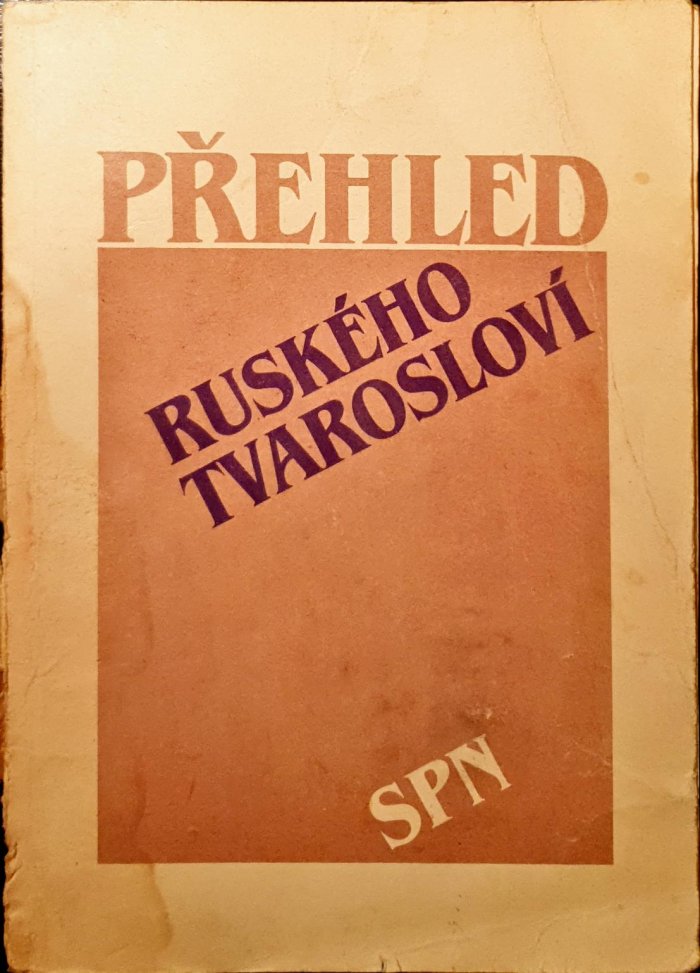 PŘEHLED
RUSKÉHO
TVAROSLOVÍ
SPN